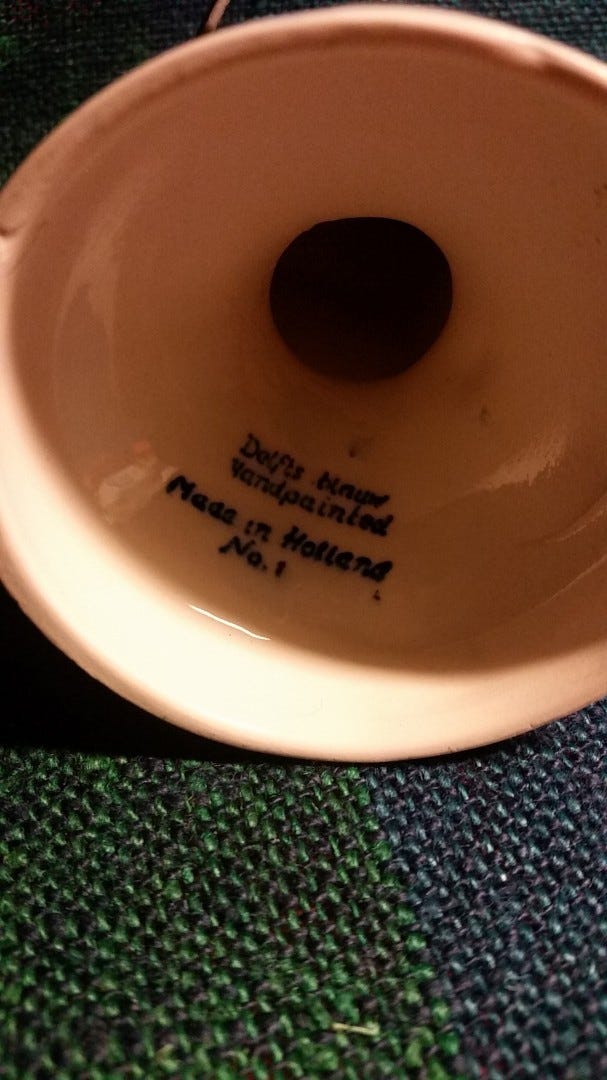 Delfts blauw
Handpainted
Made in Holland
No. 1